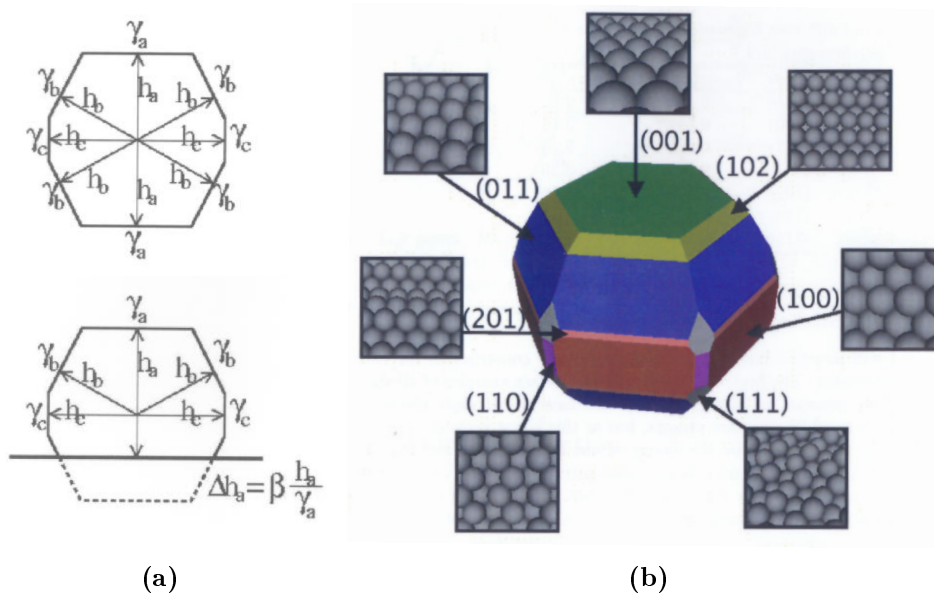 γa
γb
hb
ha
hb
γb
γc
hc
hc
γc
γb
hb
ha
hb
γb
γa
γa
γb
hb
ha
hb
γb
γc
hc
hc
γc
Δha = β ha/γa
(a)
(001)
(011)
(102)
(201)
(100)
(110)
(111)
(b)